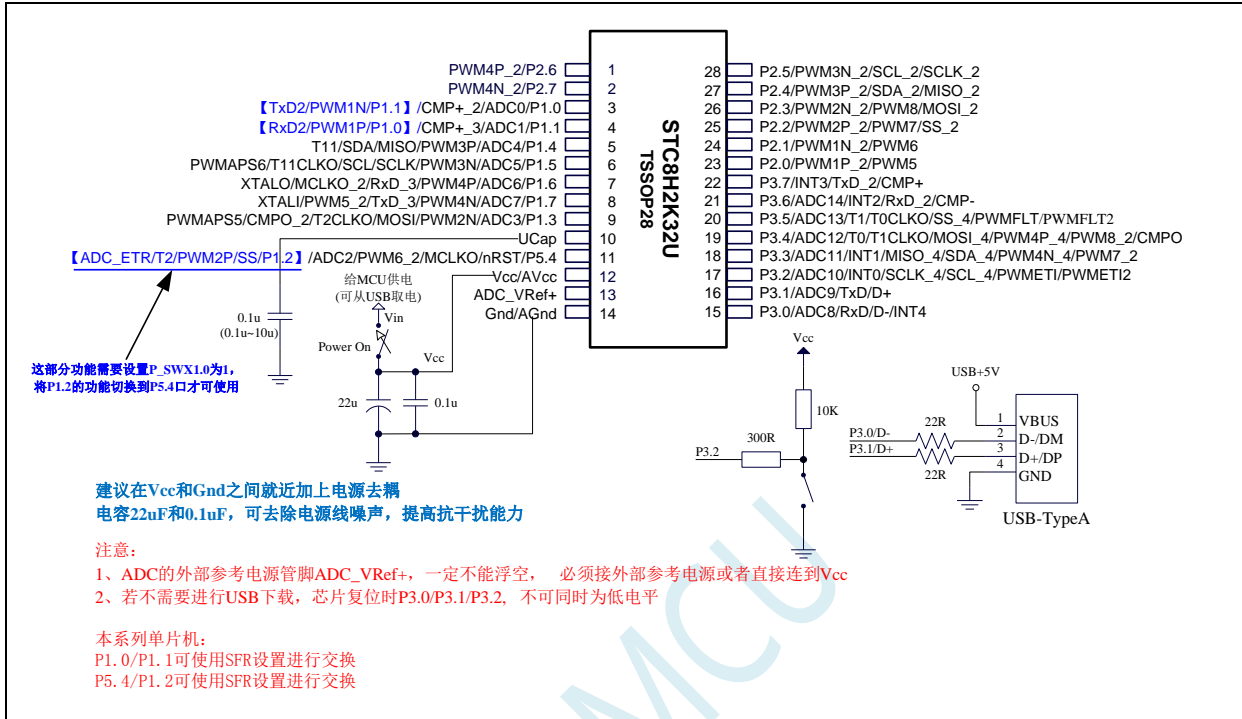 PWM4P_2/P2.6
PWM4N_2/P2.7
【TxD2/PWM1N/P1.1】/CMP+_2/ADC0/P1.0
【RxD2/PWM1P/P1.0】/CMP+_3/ADC1/P1.1
T11/SDA/MISO/PWM3P/ADC4/P1.4
PWMAPS6/T11CLKO/SCL/SCLK/PWM3N/ADC5/P1.5
XTALO/MCLKO_2/RxD_3/PWM4P/ADC6/P1.6
XTALI/PWM5_2/TxD_3/PWM4N/ADC7/P1.7
PWMAPS5/CMPO_2/T2CLKO/MOSI/PWM2N/ADC3/P1.3
UCap
【ADC_ETR/T2/PWM2P/SS/P1.2】/ADC2/PWM6_2/MCLKO/nRST/P5.4
Vcc/AVcc
ADC_VRef+
Gnd/AGnd
1
2
3
4
5
6
7
8
9
10
11
12
13
14
STC8H2K32U
TSSOP28
28
27
26
25
24
23
22
21
20
19
18
17
16
15
P2.5/PWM3N_2/SCL_2/SCLK_2
P2.4/PWM3P_2/SDA_2/MISO_2
P2.3/PWM2N_2/PWM8/MOSI_2
P2.2/PWM2P_2/PWM7/SS_2
P2.1/PWM1N_2/PWM6
P2.0/PWM1P_2/PWM5
P3.7/INT3/TxD_2/CMP+
P3.6/ADC14/INT2/RxD_2/CMP-
P3.5/ADC13/T1/T0CLKO/SS_4/PWMFLT/PWMFLT2
P3.4/ADC12/T0/T1CLKO/MOSI_4/PWM4P_4/PWM8_2/CMPO
P3.3/ADC11/INT1/MISO_4/SDA_4/PWM4N_4/PWM7_2
P3.2/ADC10/INT0/SCLK_4/SCL_4/PWMETI/PWMETI2
P3.1/ADC9/TxD/D+
P3.0/ADC8/RxD/D-/INT4
给MCU供电
(可从USB取电)
Vin
Power On
Vcc
0.1u
(0.1u~10u)
22u
0.1u
这部分功能需要设置P_SWX1.0为1,
将P1.2的功能切换到P5.4口才可使用
Vcc
10K
300R
P3.2
USB+5V
22R
P3.0/D-
P3.1/D+
22R
1
2
3
4
VBUS
D-/DM
D+/DP
GND
USB-TypeA
建议在Vcc和Gnd之间就近加上电源去耦
电容22uF和0.1uF，可去除电源线噪声，提高抗干扰能力
注意：
1、ADC的外部参考电源管脚ADC_VRef+，一定不能浮空， 必须接外部参考电源或者直接连到Vcc
2、若不需要进行USB下载，芯片复位时P3.0/P3.1/P3.2, 不可同时为低电平
本系列单片机：
P1.0/P1.1可使用SFR设置进行交换
P5.4/P1.2可使用SFR设置进行交换
MCU